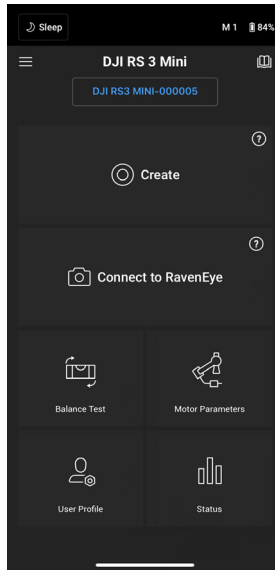 Sleep
M 1 84%
DJI RS 3 Mini
DJI RS3 MINI-000005
?
Create
?
Connect to RavenEye
Balance Test Motor Parameters
User Profile Status